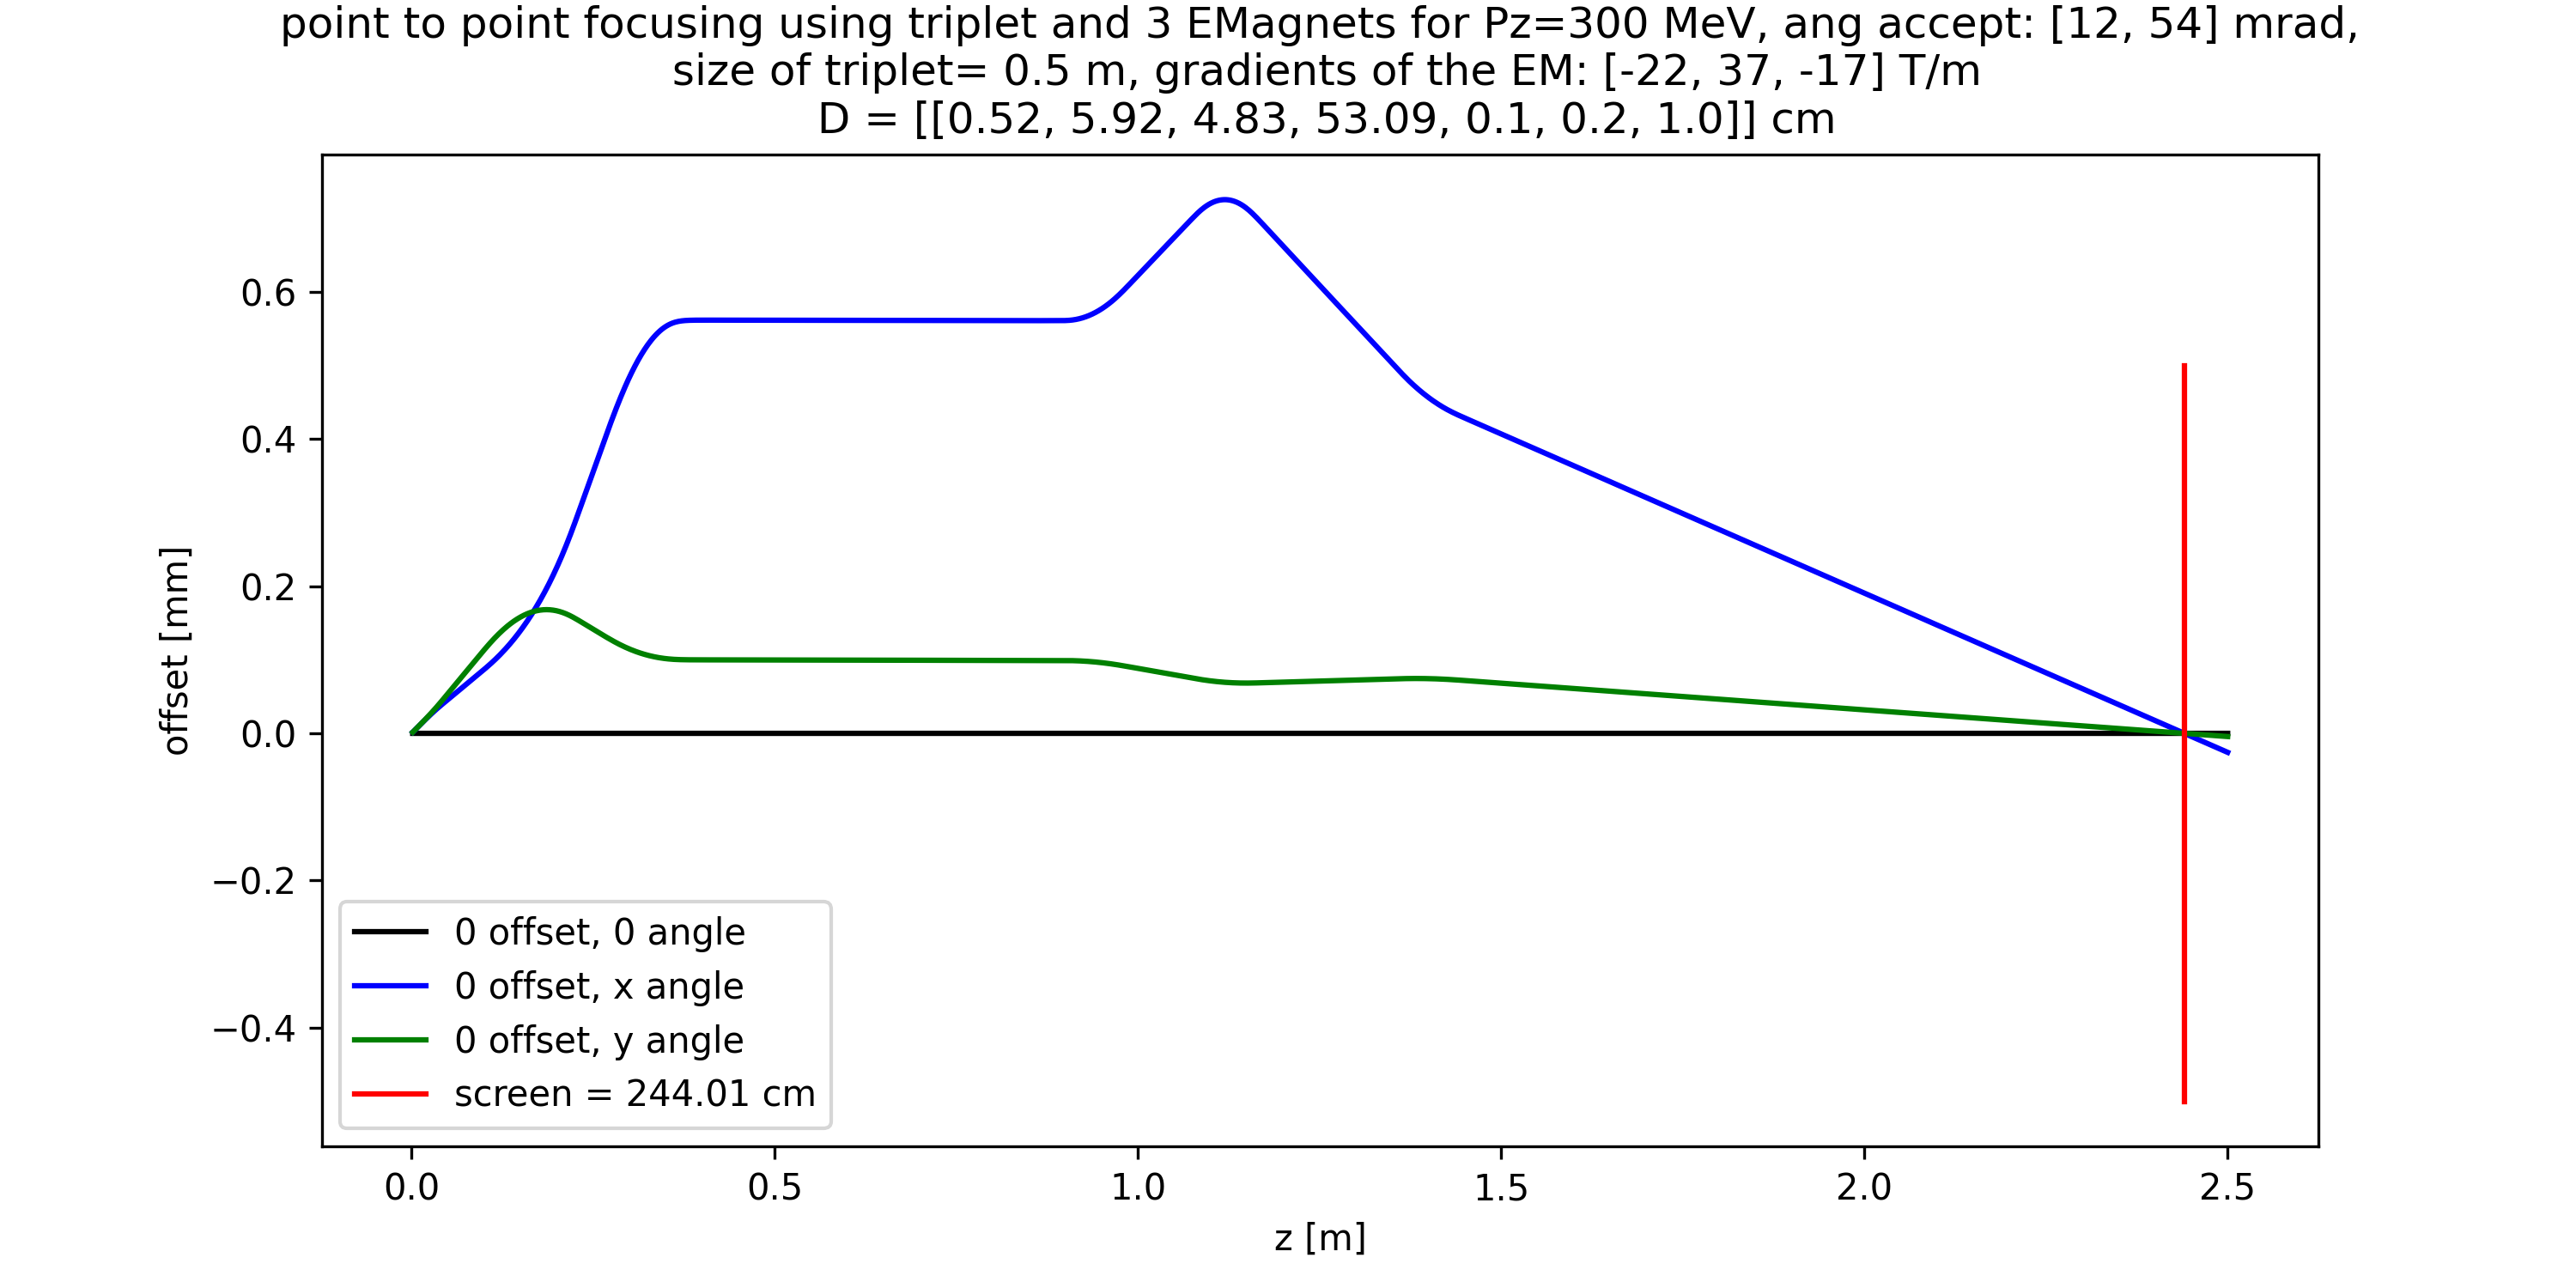 point to point focusing using triplet and 3 EMagnets for Pz=300 MeV, ang accept: [12, 54] mrad,
size of triplet= 0.5 m, gradients of the EM: [-22, 37, -17] T/m
D = [[0.52, 5.92, 4.83, 53.09, 0.1, 0.2, 1.0]] cm
offset [mm]
0.6
0.4
0.2
0.0
−0.2
−0.4
0 offset, 0 angle
0 offset, x angle
0 offset, y angle
screen = 244.01 cm
0.0
0.5
1.0
1.5
2.0
2.5
z [m]